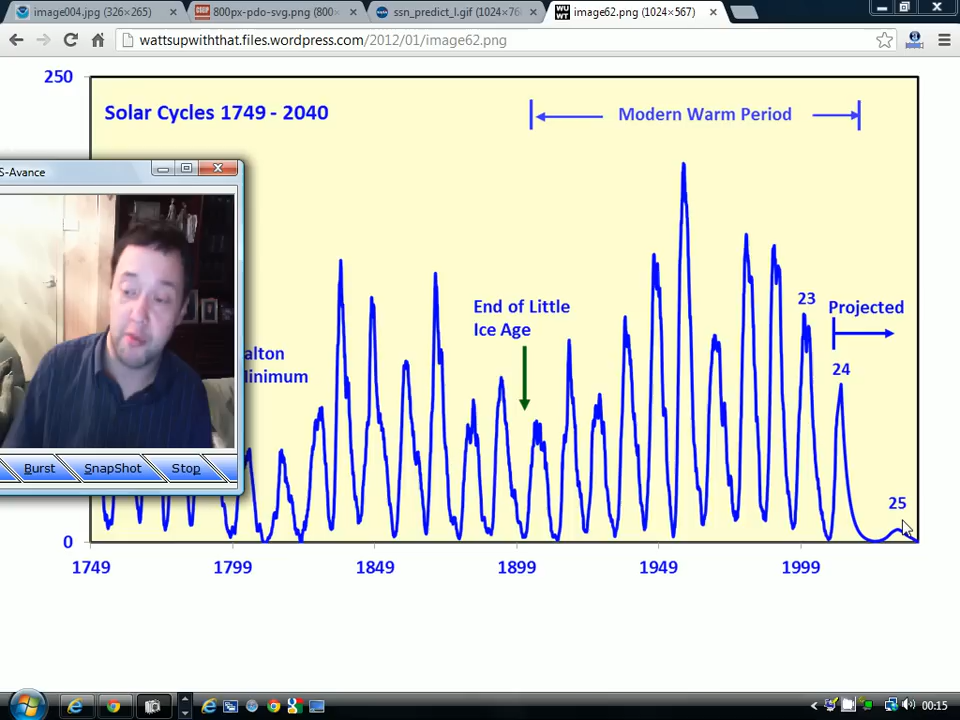 image004.jpg (326×265)
800px-pdo-svg.png (800×
ssn_predict_l.gif (1024×76
image62.png (1024×567)
wattsupwiththat.files.wordpress.com/2012/01/image62.png
250
Solar Cycles 1749 - 2040
Modern Warm Period
S-Avance
End of Little
Ice Age
23
Projected
24
alton
inimum
Burst
SnapShot
Stop
25
0
1749
1799
1849
1899
1949
1999
00:15